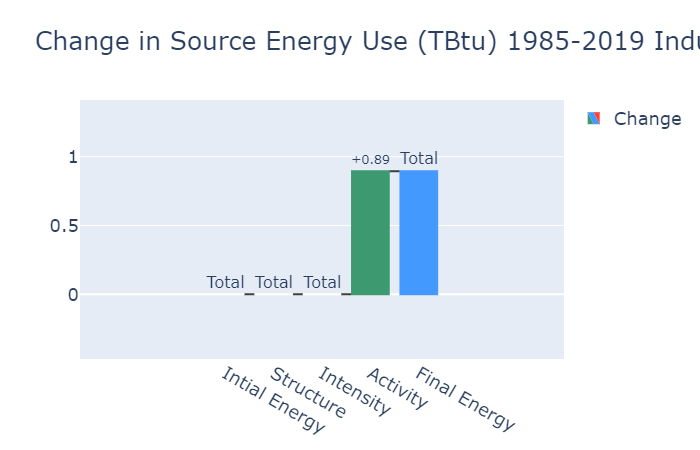 Change in Source Energy Use (TBtu) 1985-2019 Indu
Change
1
0.5
0
Total
Total
Total
+0.89
Total
Intial Energy
Structure
Intensity
Activity
Final Energy